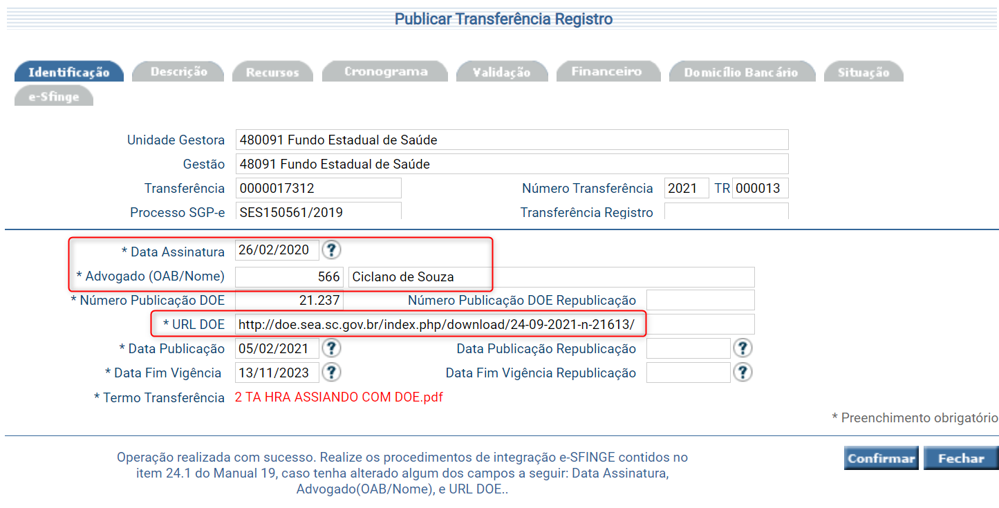 Publicar Transferência Registro
Identificação Descrição Recursos Cronograma Validação Financeiro Domicílio Bancário Situação
e-Sfinge
Unidade Gestora 480091 Fundo Estadual de Saúde
Gestão 48091 Fundo Estadual de Saúde
Transferência 0000017312 Número Transferência 2021 TR 000013
Processo SGP-e SES150561/2019 Transferência Registro
* Data Assinatura 26/02/2020 ?
* Advogado (OAB/Nome) 566 Ciclano de Souza
* Número Publicação DOE 21.237 Número Publicação DOE Republicação
* URL DOE http://doe.sea.sc.gov.br/index.php/download/24-09-2021-n-21613/
* Data Publicação 05/02/2021 ? Data Publicação Republicação ?
* Data Fim Vigência 13/11/2023 ? Data Fim Vigência Republicação ?
* Termo Transferência 2 TA HRA ASSIANDO COM DOE.pdf
* Preenchimento obrigatório
Operação realizada com sucesso. Realize os procedimentos de integração e-SFINGE contidos no
item 24.1 do Manual 19, caso tenha alterado algum dos campos a seguir: Data Assinatura,
Advogado(OAB/Nome), e URL DOE..
Confirmar Fechar